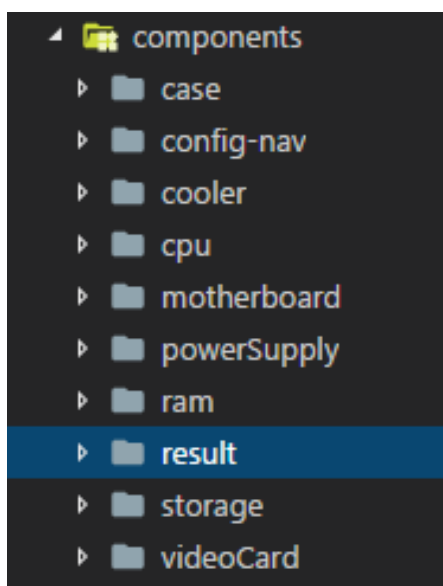 components
case
config-nav
cooler
cpu
motherboard
powerSupply
ram
result
storage
videoCard